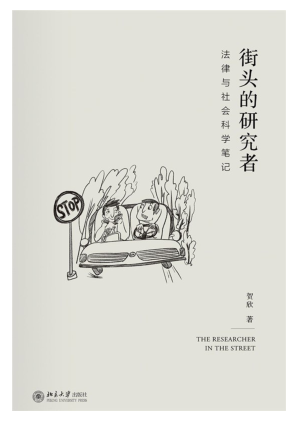 街头的研究者
法律与社会科学笔记
STOP
贺欣 著
THE RESEARCHER
IN THE STREET
北京大学出版社
PEKING UNIVERSITY PRESS